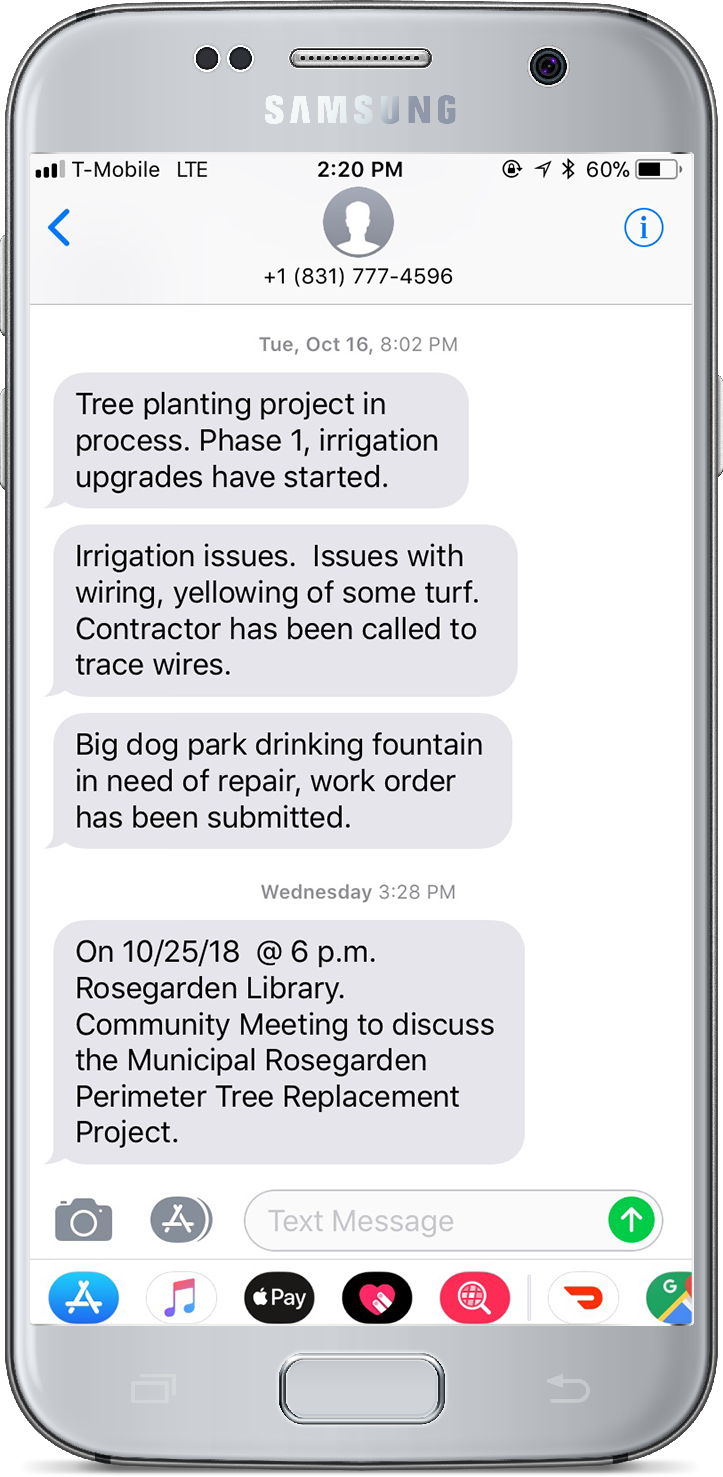 SAMSUNG
T-Mobile LTE 2:20 PM 60%
+1 (831) 777-4596
Tue, Oct 16, 8:02 PM
Tree planting project in
process. Phase 1, irrigation
upgrades have started.
Irrigation issues.  Issues with
wiring, yellowing of some turf.
Contractor has been called to
trace wires.
Big dog park drinking fountain
in need of repair, work order
has been submitted.
Wednesday 3:28 PM
On 10/25/18  @ 6 p.m.
Rosegarden Library.
Community Meeting to discuss
the Municipal Rosegarden
Perimeter Tree Replacement
Project.
Text Message
Pay
G